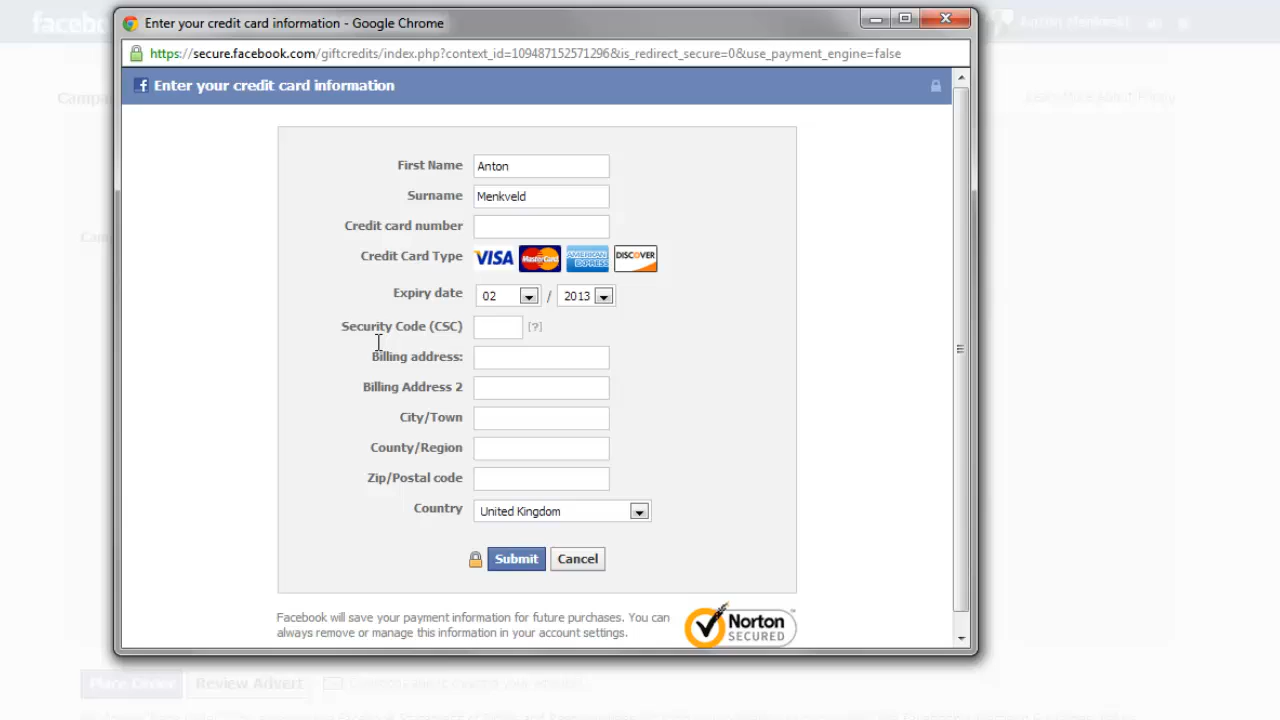 Enter your credit card information - Google Chrome
https://secure.facebook.com/giftcredits/index.php?context_id=109487152571296&is_redirect_secure=0&use_payment_engine=false
f Enter your credit card information
First Name Anton
Surname Menkveld
Credit card number
Credit Card Type VISA MasterCard AMERICAN EXPRESS DISCOVER
Expiry date 02 / 2013
Security Code (CSC) [?]
Billing address:
Billing Address 2
City/Town
County/Region
Zip/Postal code
Country United Kingdom
Submit Cancel
Facebook will save your payment information for future purchases. You can
always remove or manage this information in your account settings.
Norton
SECURED
Place Order Review Advert